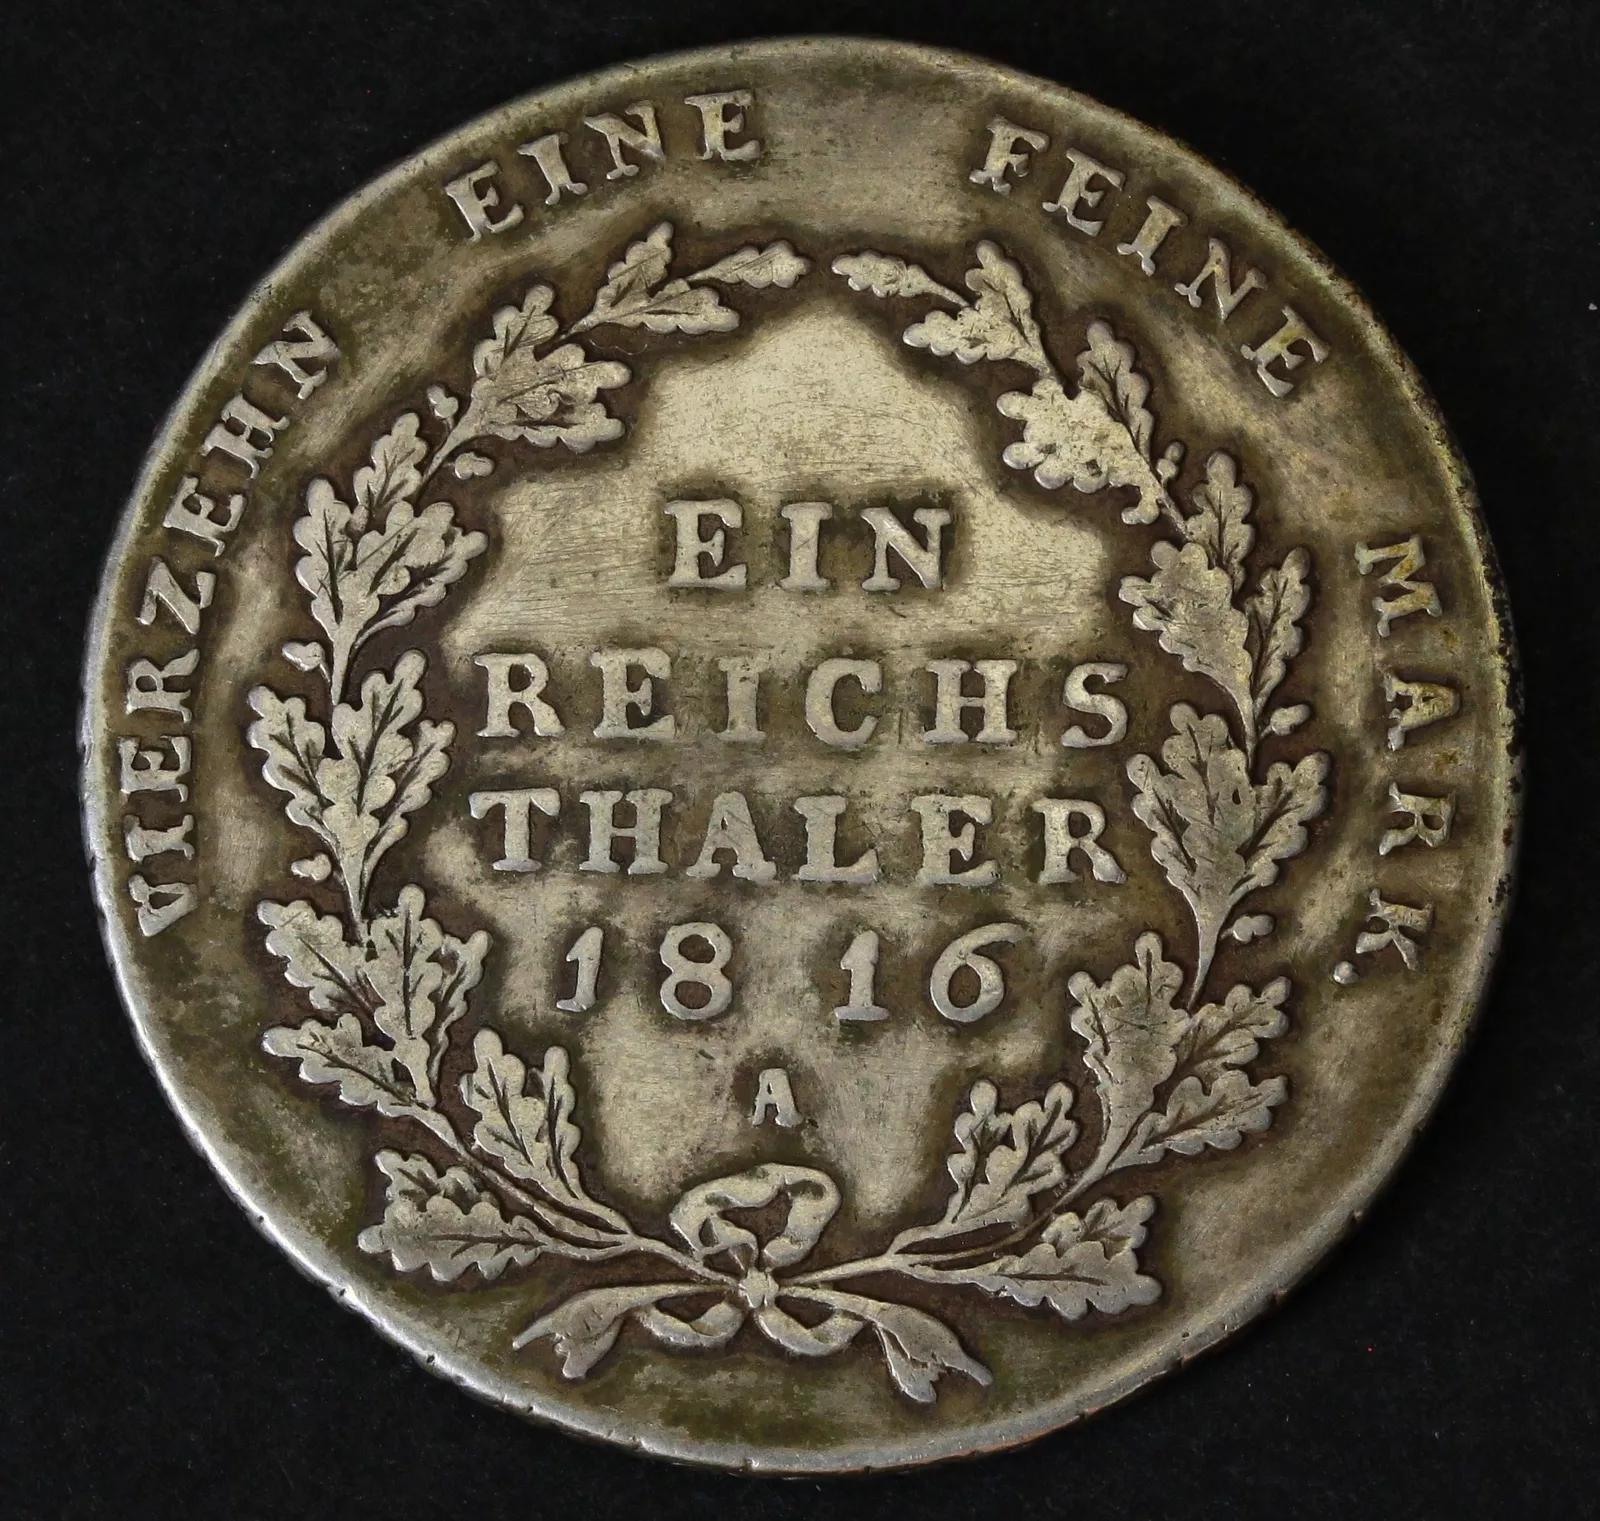 VIERZEHN EINE FEINE MARK.
EIN
REICHS
THALER
1816
A